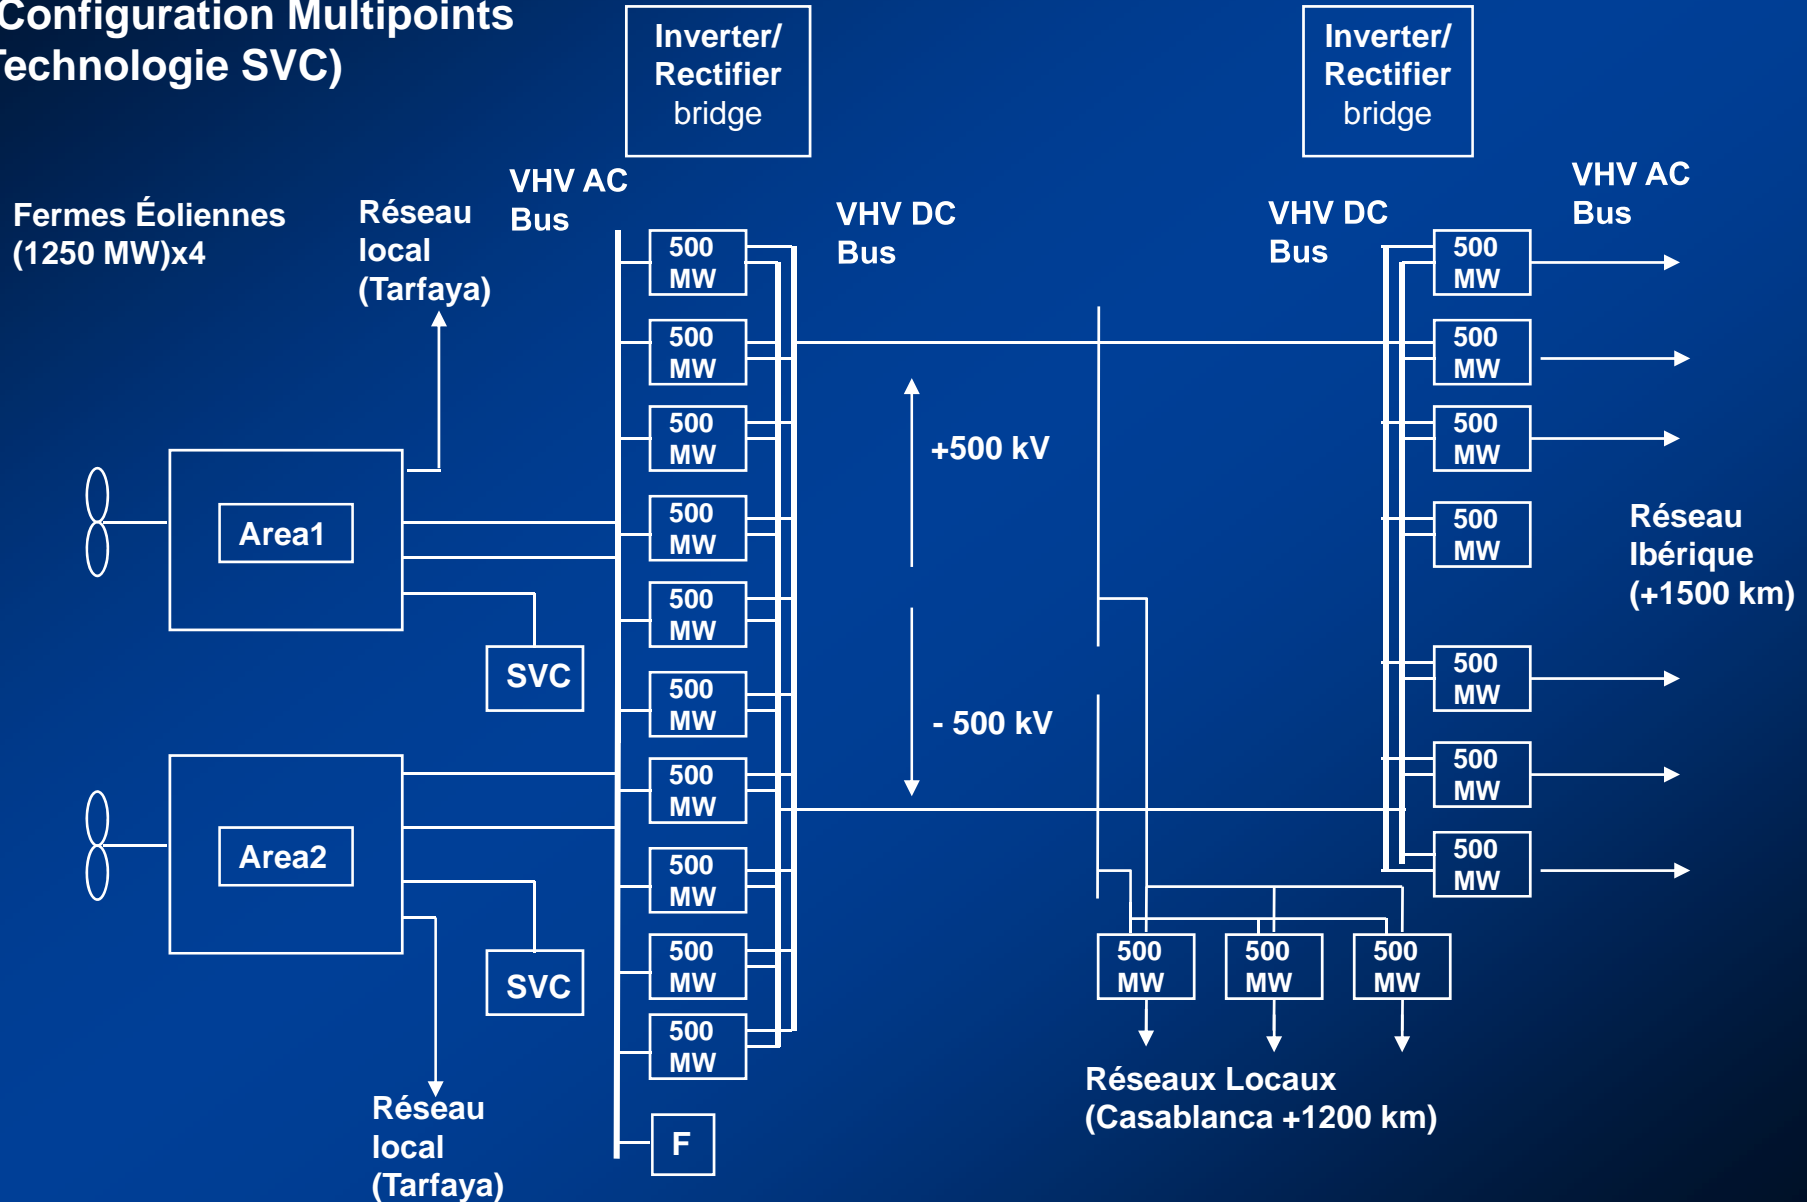 Configuration Multipoints
Technologie SVC)
Inverter/
Rectifier
bridge
Inverter/
Rectifier
bridge
Fermes Éoliennes
(1250 MW)x4
Réseau
local
(Tarfaya)
VHV AC
Bus
VHV DC
Bus
VHV DC
Bus
VHV AC
Bus
500
MW
500
MW
500
MW
500
MW
500
MW
500
MW
500
MW
500
MW
500
MW
500
MW
F
Area1
SVC
Area2
SVC
Réseau
local
(Tarfaya)
+500 kV
- 500 kV
500
MW
500
MW
500
MW
Réseaux Locaux
(Casablanca +1200 km)
500
MW
500
MW
500
MW
500
MW
500
MW
500
MW
500
MW
Réseau
Ibérique
(+1500 km)